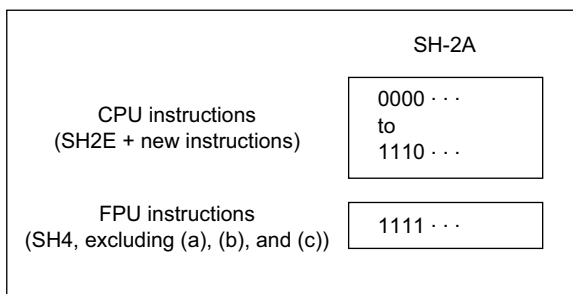 SH-2A
CPU instructions
(SH2E + new instructions)
0000 · · ·
to
1110 · · ·
FPU instructions
(SH4, excluding (a), (b), and (c))
1111 · · ·